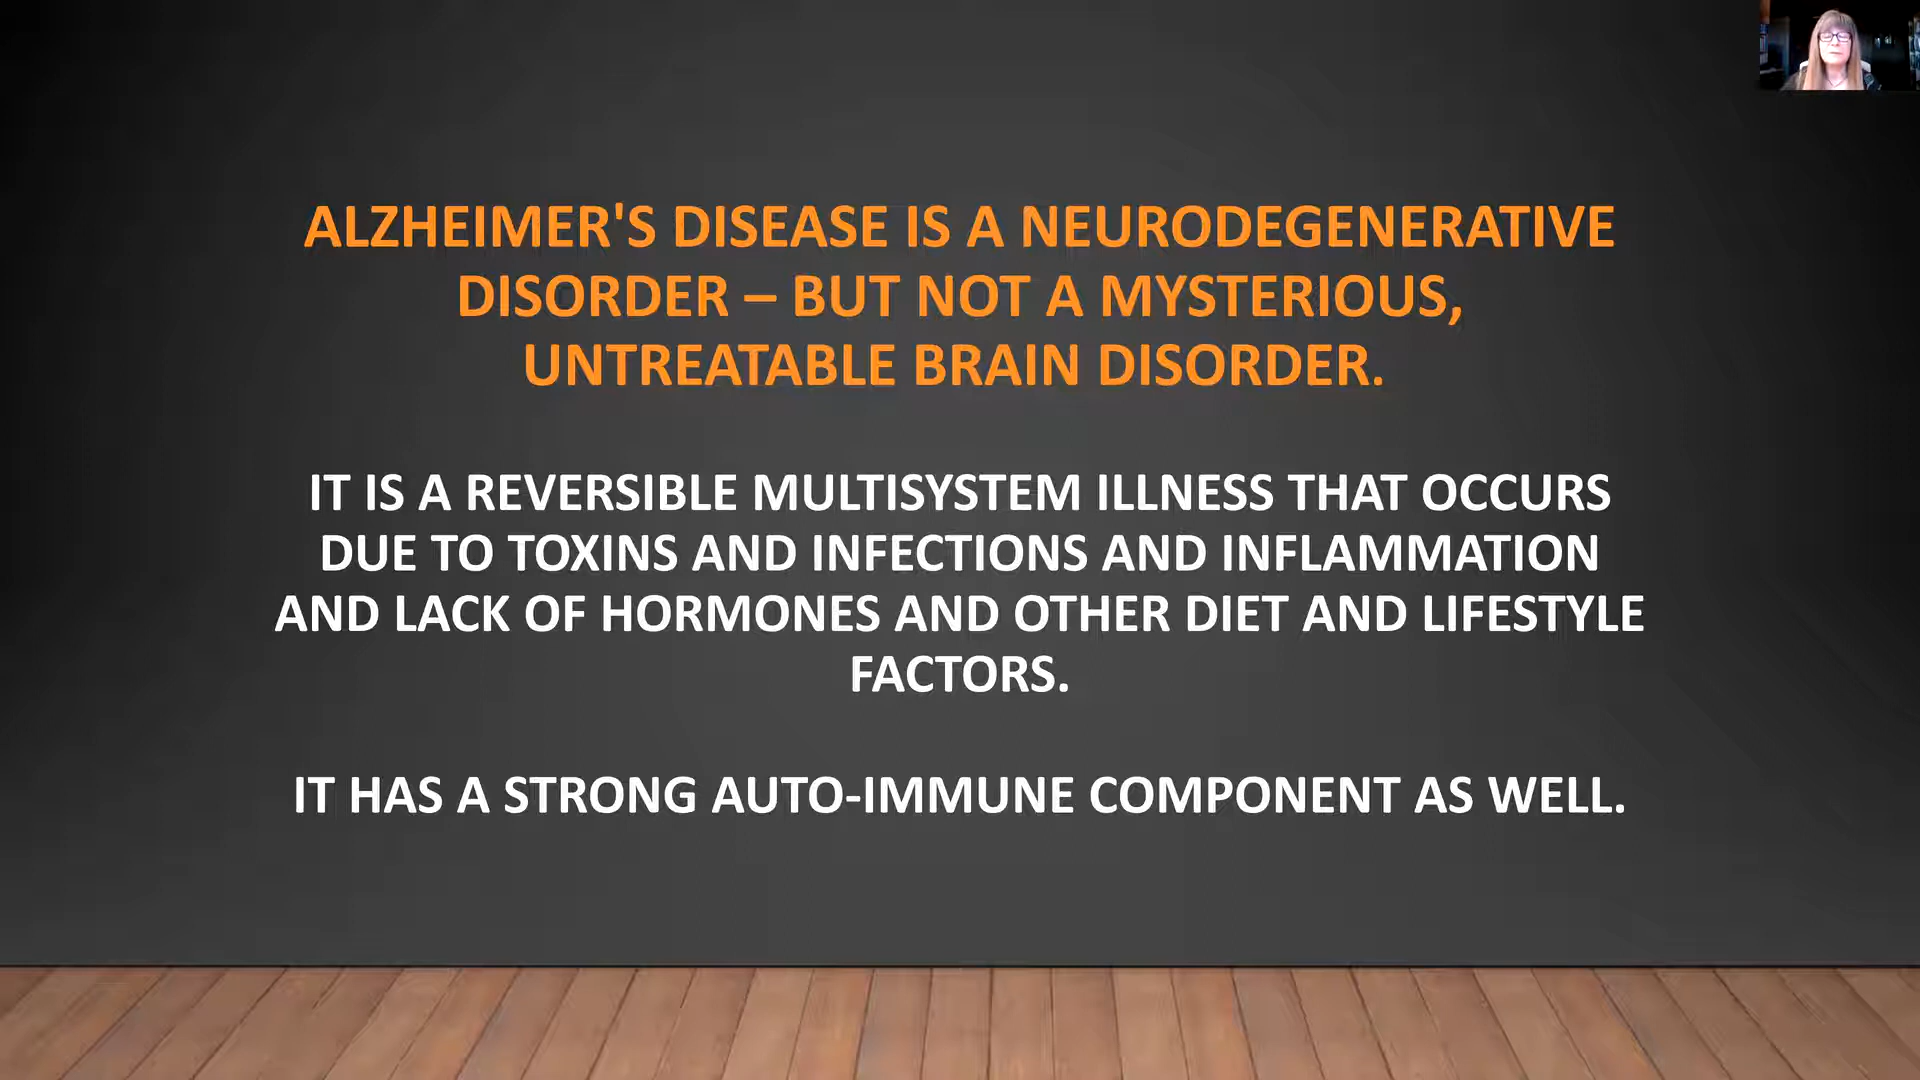 ALZHEIMER'S DISEASE IS A NEURODEGENERATIVE
DISORDER – BUT NOT A MYSTERIOUS,
UNTREATABLE BRAIN DISORDER.
IT IS A REVERSIBLE MULTISYSTEM ILLNESS THAT OCCURS
DUE TO TOXINS AND INFECTIONS AND INFLAMMATION
AND LACK OF HORMONES AND OTHER DIET AND LIFESTYLE
FACTORS.
IT HAS A STRONG AUTO-IMMUNE COMPONENT AS WELL.